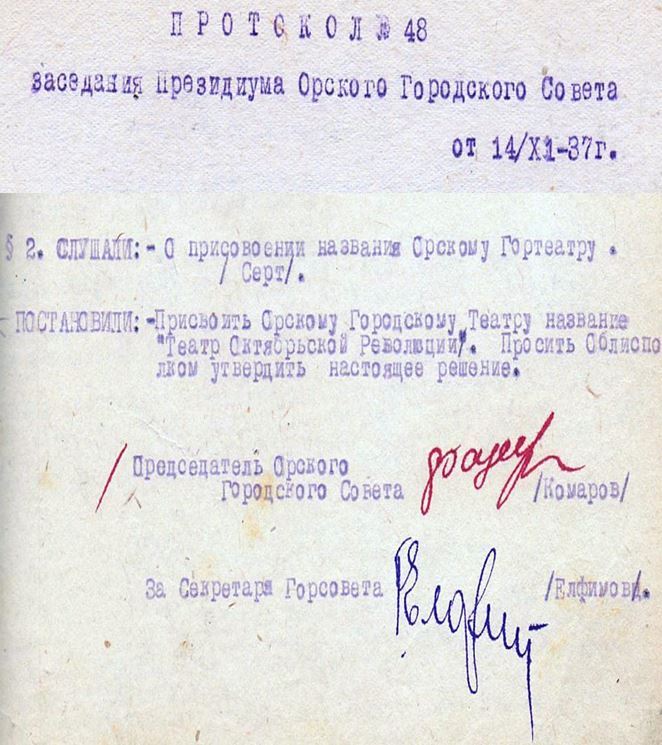 ПРОТОКОЛ № 48
заседания Президиума Орского Городского Совета
от 14/XI-37г.
§ 2. СЛУШАЛИ:- О присвоении названия Орскому Гортеатру .
/Серт/.
ПОСТАНОВИЛИ:-Присвоить Орскому Городскому Театру название
"Театр Октябрьской Революции". Просить Облиспо
лком утвердить настоящее решение.
Председатель Орского
Городского Совета /Комаров/
За Секретаря Горсовета /Елфимов/.